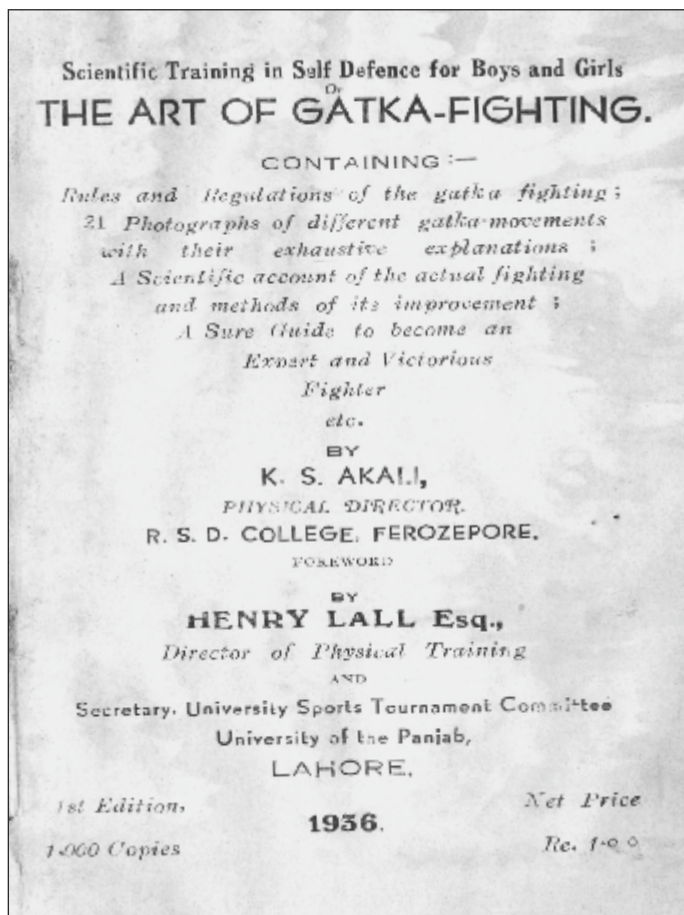 Scientific Training in Self Defence for Boys and Girls
Or
THE ART OF GATKA-FIGHTING.
CONTAINING :—
Rules and Regulations of the gatka fighting ;
21 Photographs of different gatka-movements
with their exhaustive explanations ;
A Scientific account of the actual fighting
and methods of its improvement ;
A Sure Guide to become an
Expert and Victorious
Fighter
etc.
BY
K. S. AKALI,
PHYSICAL DIRECTOR.
R. S. D. COLLEGE, FEROZEPORE.
FOREWORD
BY
HENRY LALL Esq.,
Director of Physical Training
AND
Secretary, University Sports Tournament Committee
University of the Panjab,
LAHORE.
1st Edition,
1.000 Copies
1936.
Net Price
Re. 1-0 0